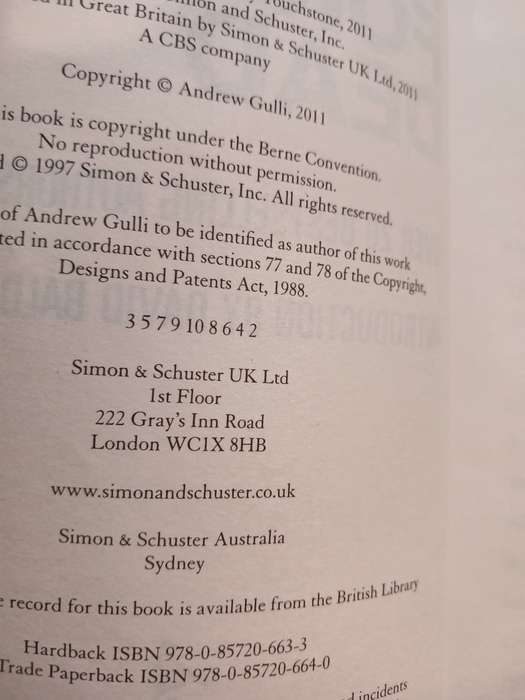 Touchstone, 2011
and Schuster, Inc.
Great Britain by Simon & Schuster UK Ltd, 2011
A CBS company
Copyright © Andrew Gulli, 2011
is book is copyright under the Berne Convention.
No reproduction without permission.
© 1997 Simon & Schuster, Inc. All rights reserved.
of Andrew Gulli to be identified as author of this work
ted in accordance with sections 77 and 78 of the Copyright,
Designs and Patents Act, 1988.
3 5 7 9 10 8 6 4 2
Simon & Schuster UK Ltd
1st Floor
222 Gray's Inn Road
London WC1X 8HB
www.simonandschuster.co.uk
Simon & Schuster Australia
Sydney
record for this book is available from the British Library
Hardback ISBN 978-0-85720-663-3
Trade Paperback ISBN 978-0-85720-664-0
incidents